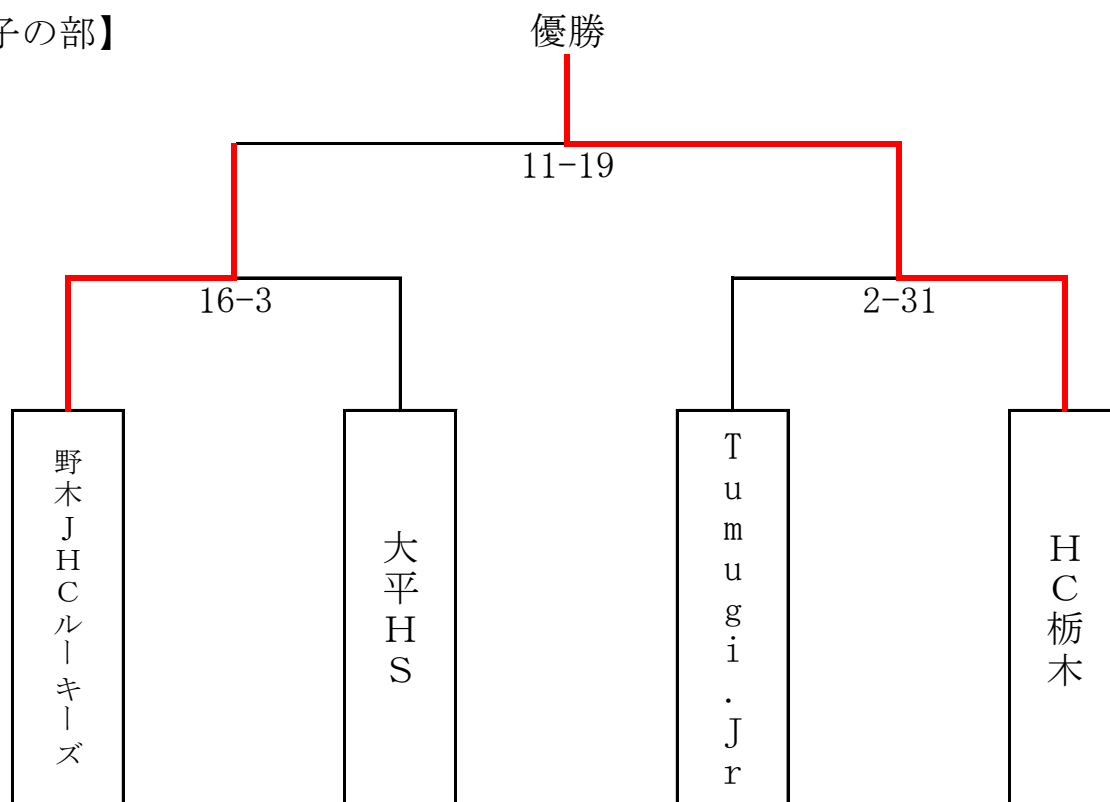 子の部】
優勝
11-19
16-3
2-31
野木JHCルーキーズ
大平HS
Tumugi.Jr
HC栃木